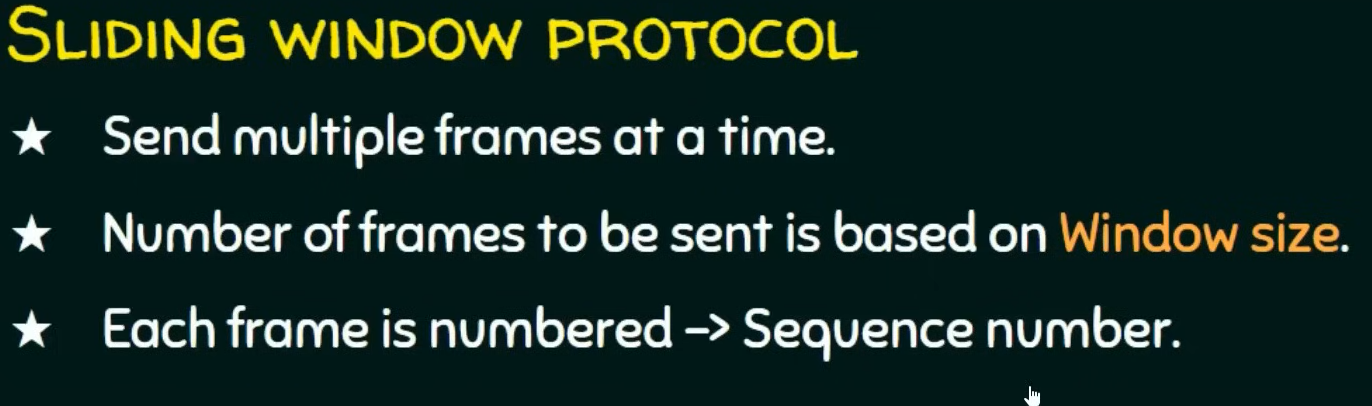 SLIDING WINDOW PROTOCOL
★ Send multiple frames at a time.
★ Number of frames to be sent is based on Window size.
★ Each frame is numbered -> Sequence number.